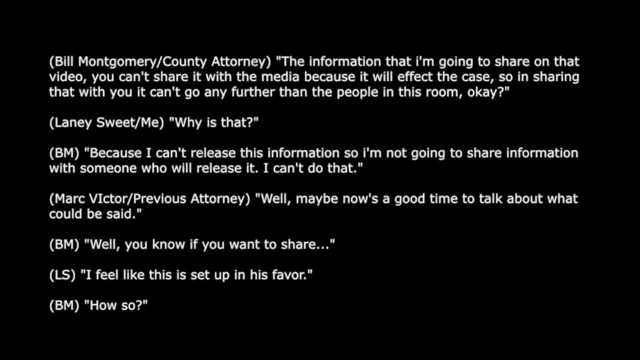 (Bill Montgomery/County Attorney) "The information that i'm going to share on that
video, you can't share it with the media because it will effect the case, so in sharing
that with you it can't go any further than the people in this room, okay?"
(Laney Sweet/Me) "Why is that?"
(BM) "Because I can't release this information so i'm not going to share information
with someone who will release it. I can't do that."
(Marc VIctor/Previous Attorney) "Well, maybe now's a good time to talk about what
could be said."
(BM) "Well, you know if you want to share..."
(LS) "I feel like this is set up in his favor."
(BM) "How so?"